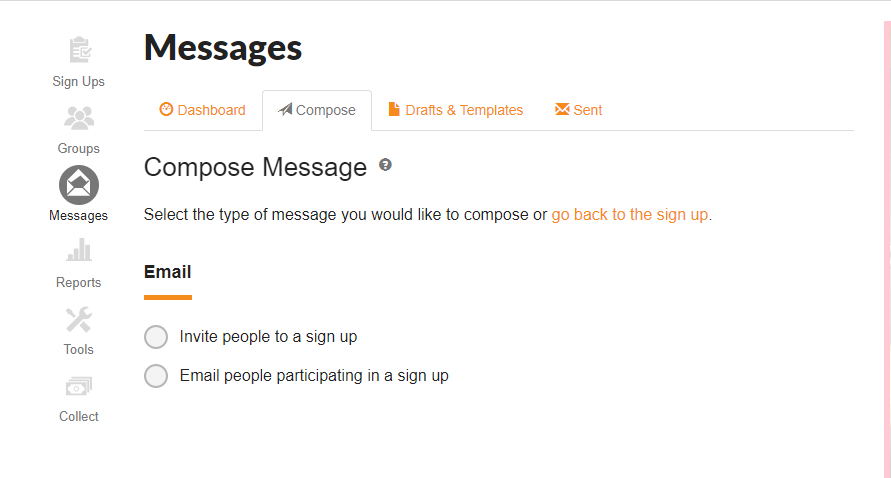 Messages
Sign Ups
Groups
Messages
Reports
Tools
Collect
Dashboard
Compose
Drafts & Templates
Sent
Compose Message ?
Select the type of message you would like to compose or go back to the sign up.
Email
Invite people to a sign up
Email people participating in a sign up